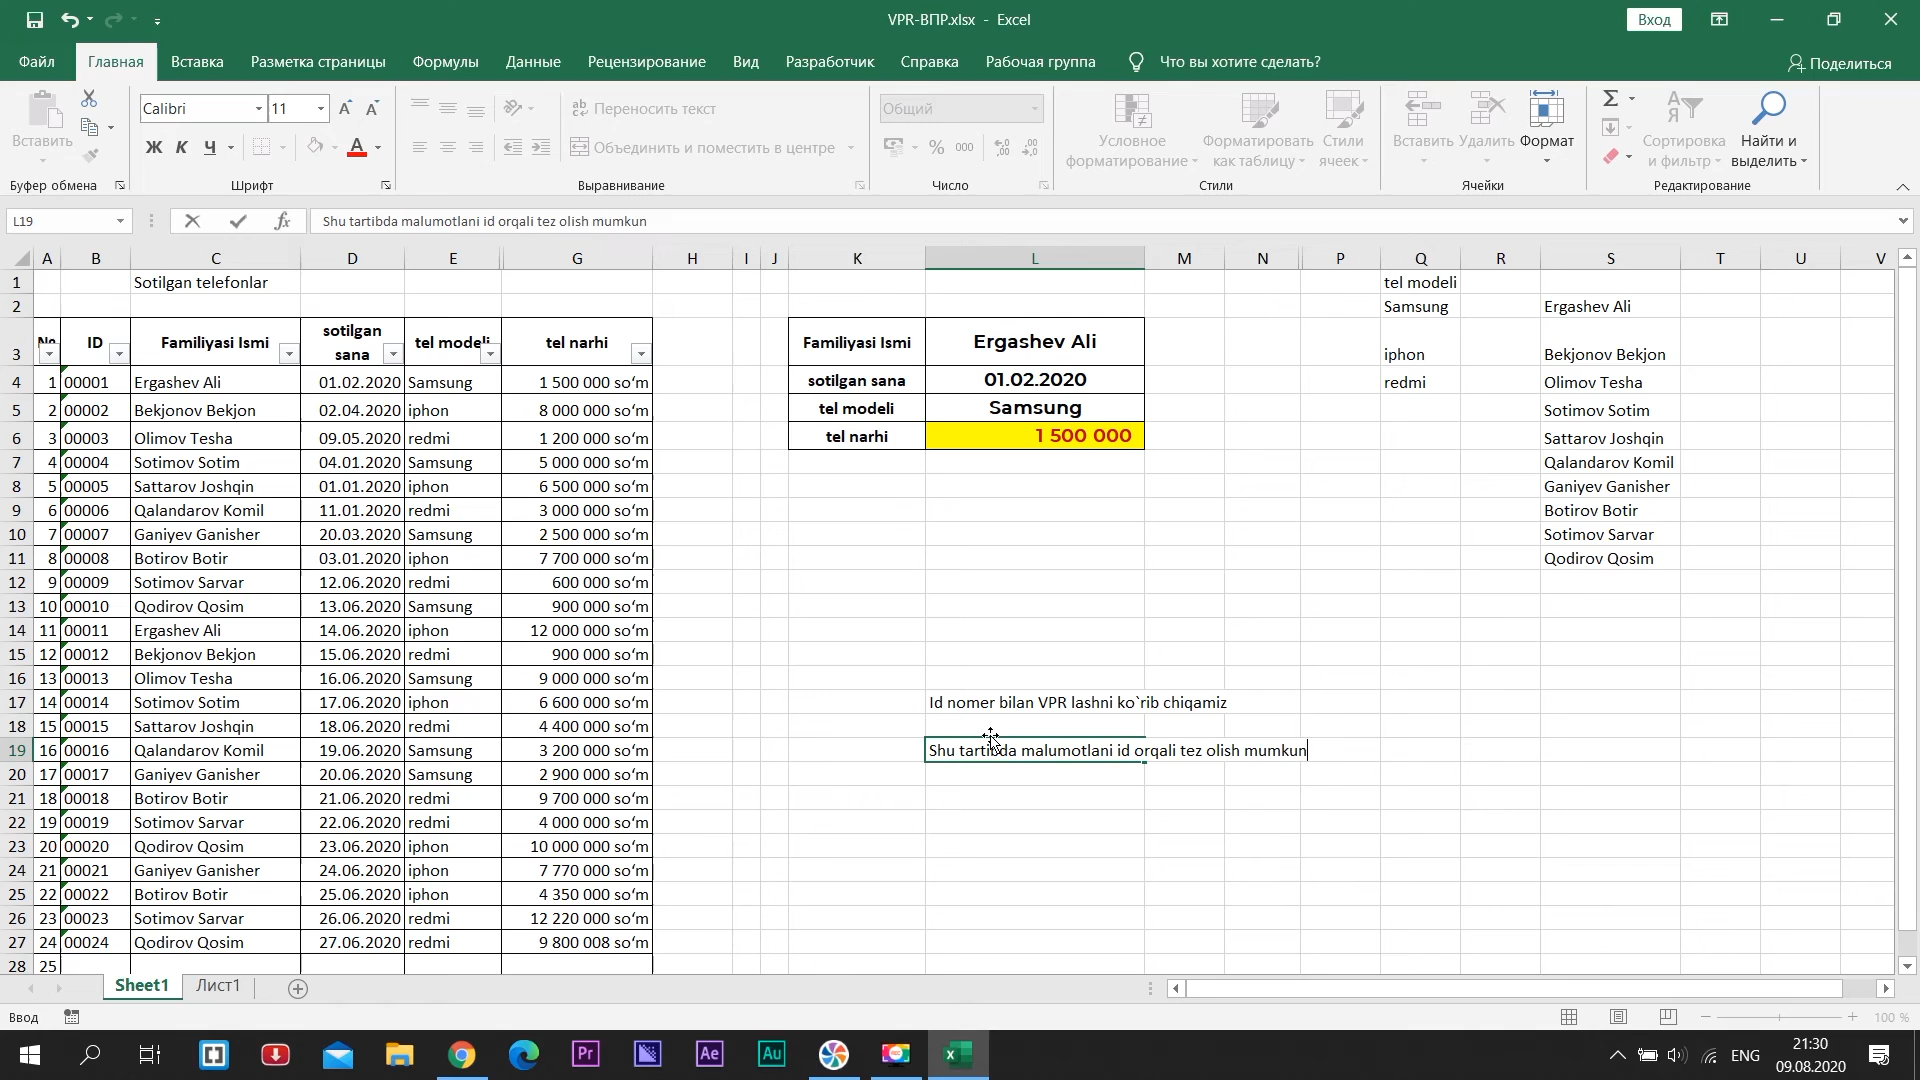 VPR-ВПР.xlsx - Excel
Вход
Файл Главная Вставка Разметка страницы Формулы Данные Рецензирование Вид Разработчик Справка Рабочая группа Что вы хотите сделать? Поделиться
Calibri 11 Переносить текст Общий
Вставить Ж К Ч А Объединить и поместить в центре % 000
Условное форматирование
Форматировать как таблицу
Стили ячеек
Вставить Удалить Формат
Сортировка и фильтр
Найти и выделить
Буфер обмена Шрифт Выравнивание Число Стили Ячейки Редактирование
L19 fx Shu tartibda malumotlani id orqali tez olish mumkun
A B C D E G H I J K L M N P Q R S T U V
1 Sotilgan telefonlar tel modeli
2 Samsung Ergashev Ali
3 № ID Familiyasi Ismi sotilgan sana tel modeli tel narhi Familiyasi Ismi Ergashev Ali iphon Bekjonov Bekjon
4 1 00001 Ergashev Ali 01.02.2020 Samsung 1 500 000 so‘m sotilgan sana 01.02.2020 redmi Olimov Tesha
5 2 00002 Bekjonov Bekjon 02.04.2020 iphon 8 000 000 so‘m tel modeli Samsung Sotimov Sotim
6 3 00003 Olimov Tesha 09.05.2020 redmi 1 200 000 so‘m tel narhi 1 500 000 Sattarov Joshqin
7 4 00004 Sotimov Sotim 04.01.2020 Samsung 5 000 000 so‘m Qalandarov Komil
8 5 00005 Sattarov Joshqin 01.01.2020 iphon 6 500 000 so‘m Ganiyev Ganisher
9 6 00006 Qalandarov Komil 11.01.2020 redmi 3 000 000 so‘m Botirov Botir
10 7 00007 Ganiyev Ganisher 20.03.2020 Samsung 2 500 000 so‘m Sotimov Sarvar
11 8 00008 Botirov Botir 03.01.2020 iphon 7 700 000 so‘m Qodirov Qosim
12 9 00009 Sotimov Sarvar 12.06.2020 redmi 600 000 so‘m
13 10 00010 Qodirov Qosim 13.06.2020 Samsung 900 000 so‘m
14 11 00011 Ergashev Ali 14.06.2020 iphon 12 000 000 so‘m
15 12 00012 Bekjonov Bekjon 15.06.2020 redmi 900 000 so‘m
16 13 00013 Olimov Tesha 16.06.2020 Samsung 9 000 000 so‘m
17 14 00014 Sotimov Sotim 17.06.2020 iphon 6 600 000 so‘m Id nomer bilan VPR lashni ko`rib chiqamiz
18 15 00015 Sattarov Joshqin 18.06.2020 redmi 4 400 000 so‘m
19 16 00016 Qalandarov Komil 19.06.2020 Samsung 3 200 000 so‘m Shu tartibda malumotlani id orqali tez olish mumkun
20 17 00017 Ganiyev Ganisher 20.06.2020 Samsung 2 900 000 so‘m
21 18 00018 Botirov Botir 21.06.2020 redmi 9 700 000 so‘m
22 19 00019 Sotimov Sarvar 22.06.2020 redmi 4 000 000 so‘m
23 20 00020 Qodirov Qosim 23.06.2020 iphon 10 000 000 so‘m
24 21 00021 Ganiyev Ganisher 24.06.2020 iphon 7 770 000 so‘m
25 22 00022 Botirov Botir 25.06.2020 iphon 4 350 000 so‘m
26 23 00023 Sotimov Sarvar 26.06.2020 redmi 12 220 000 so‘m
27 24 00024 Qodirov Qosim 27.06.2020 redmi 9 800 008 so‘m
28 25
Sheet1 Лист1
Ввод 100 %
Pr Ae Au ENG 21:30
09.08.2020